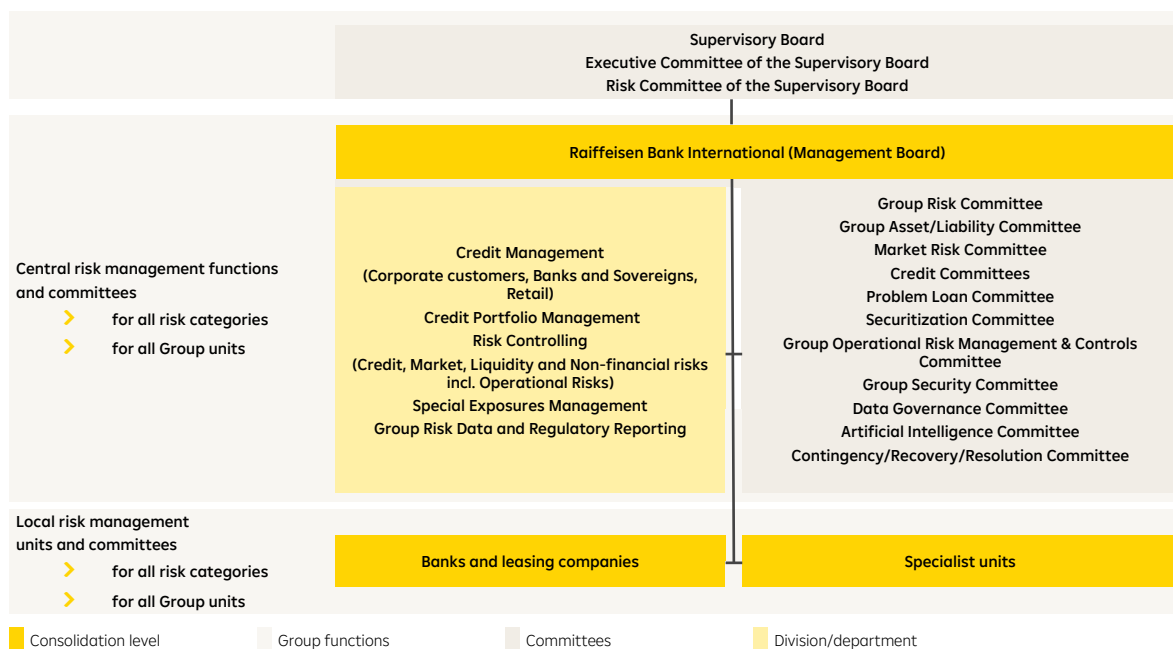 Supervisory Board
Executive Committee of the Supervisory Board
Risk Committee of the Supervisory Board
Raiffeisen Bank International (Management Board)
Central risk management functions
and committees
for all risk categories
for all Group units
Credit Management
(Corporate customers, Banks and Sovereigns,
Retail)
Credit Portfolio Management
Risk Controlling
(Credit, Market, Liquidity and Non-financial risks
incl. Operational Risks)
Special Exposures Management
Group Risk Data and Regulatory Reporting
Group Risk Committee
Group Asset/Liability Committee
Market Risk Committee
Credit Committees
Problem Loan Committee
Securitization Committee
Group Operational Risk Management & Controls
Committee
Group Security Committee
Data Governance Committee
Artificial Intelligence Committee
Contingency/Recovery/Resolution Committee
Local risk management
units and committees
for all risk categories
for all Group units
Banks and leasing companies
Specialist units
Consolidation level
Group functions
Committees
Division/department